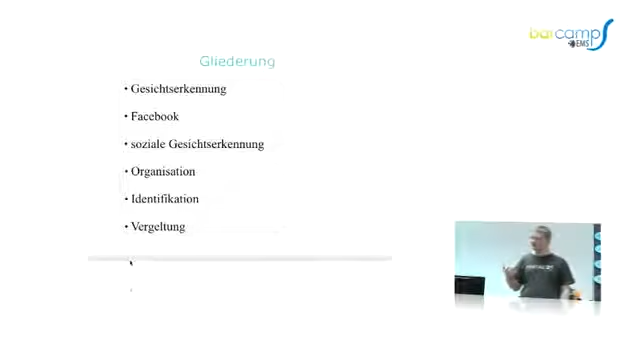 barcamp
EMS
Gliederung
• Gesichtserkennung
• Facebook
• soziale Gesichtserkennung
• Organisation
• Identifikation
• Vergeltung